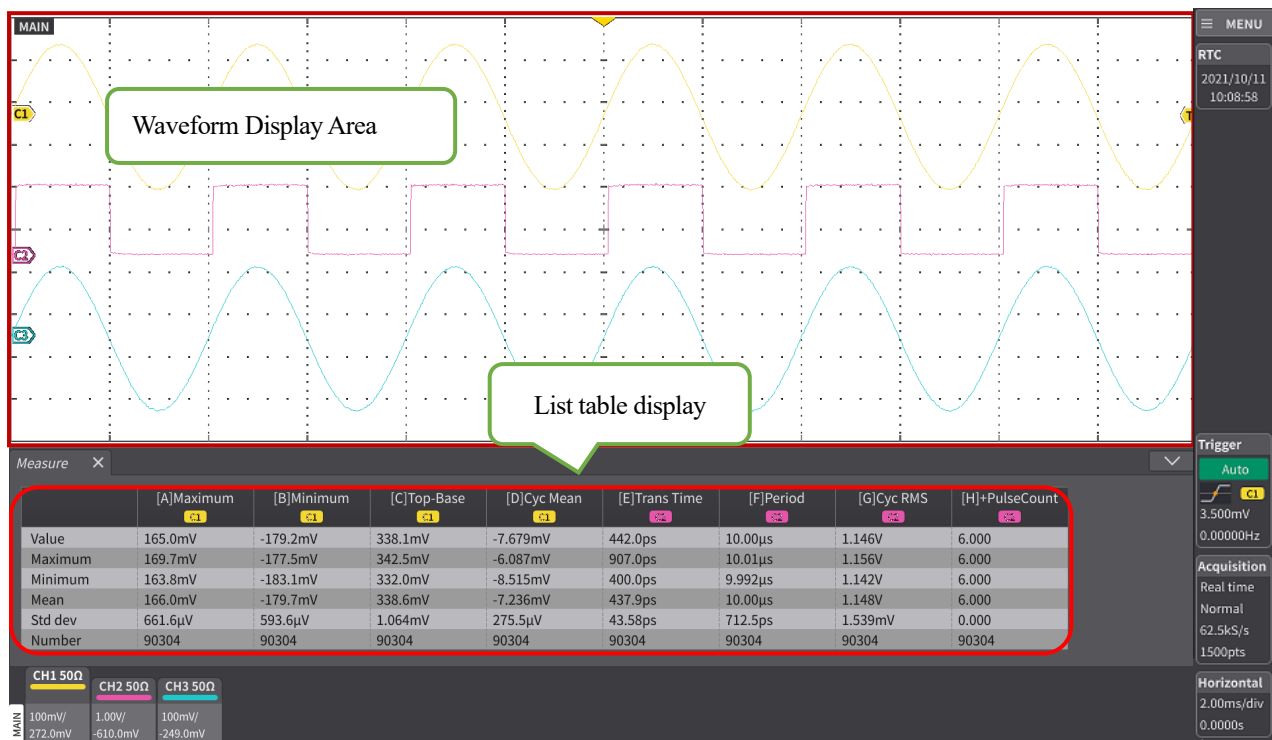 MAIN
MENU
RTC
2021/10/11
10:08:58
C1
T
Waveform Display Area
C2
C3
List table display
Trigger
Auto
C1
3.500mV
0.00000Hz
Measure X
[A]Maximum [B]Minimum [C]Top-Base [D]Cyc Mean [E]Trans Time [F]Period [G]Cyc RMS [H]+PulseCount
C1 C1 C1 C1 C2 C2 C2 C2
Value 165.0mV -179.2mV 338.1mV -7.679mV 442.0ps 10.00μs 1.146V 6.000
Maximum 169.7mV -177.5mV 342.5mV -6.087mV 907.0ps 10.01μs 1.156V 6.000
Minimum 163.8mV -183.1mV 332.0mV -8.515mV 400.0ps 9.992μs 1.142V 6.000
Mean 166.0mV -179.7mV 338.6mV -7.236mV 437.9ps 10.00μs 1.148V 6.000
Std dev 661.6μV 593.6μV 1.064mV 275.5μV 43.58ps 712.5ps 1.539mV 0.000
Number 90304 90304 90304 90304 90304 90304 90304 90304
Acquisition
Real time
Normal
62.5kS/s
1500pts
Horizontal
2.00ms/div
0.0000s
MAIN
CH1 50Ω
100mV/
272.0mV
CH2 50Ω
1.00V/
-610.0mV
CH3 50Ω
100mV/
-249.0mV